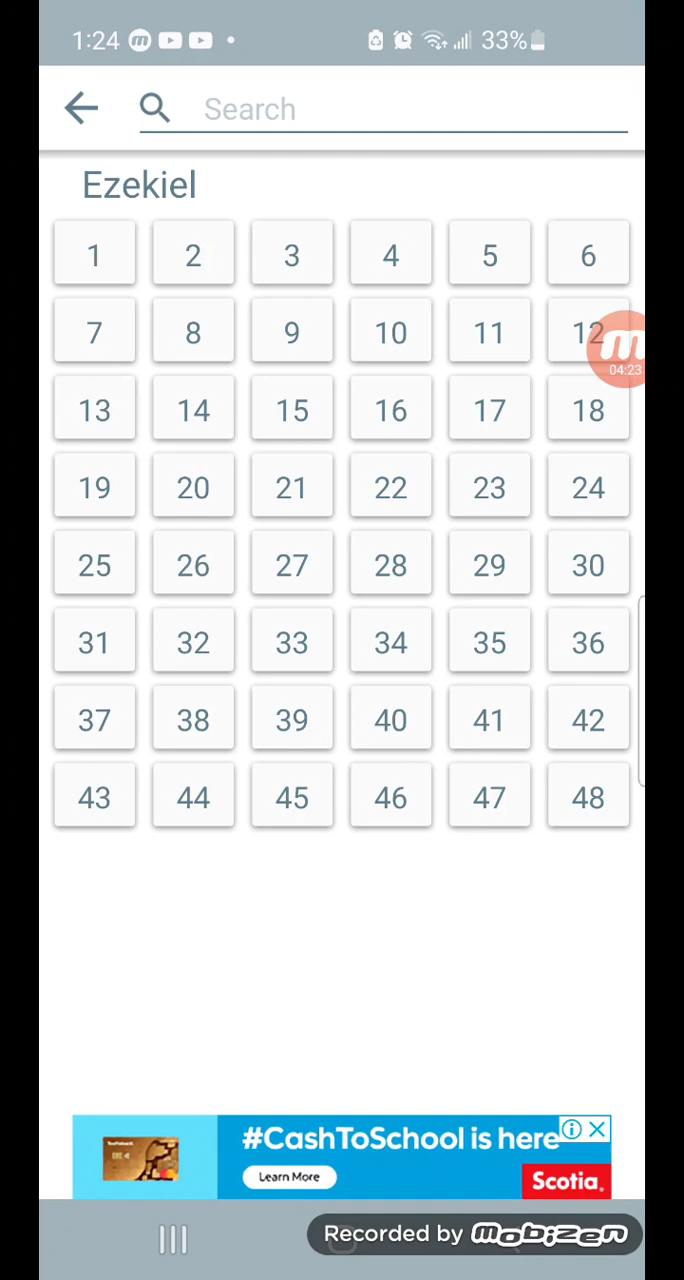 1:24 33%
Search
Ezekiel
1 2 3 4 5 6
7 8 9 10 11 12
04:23
13 14 15 16 17 18
19 20 21 22 23 24
25 26 27 28 29 30
31 32 33 34 35 36
37 38 39 40 41 42
43 44 45 46 47 48
#CashToSchool is here
Learn More
Scotia.
Recorded by mobizen